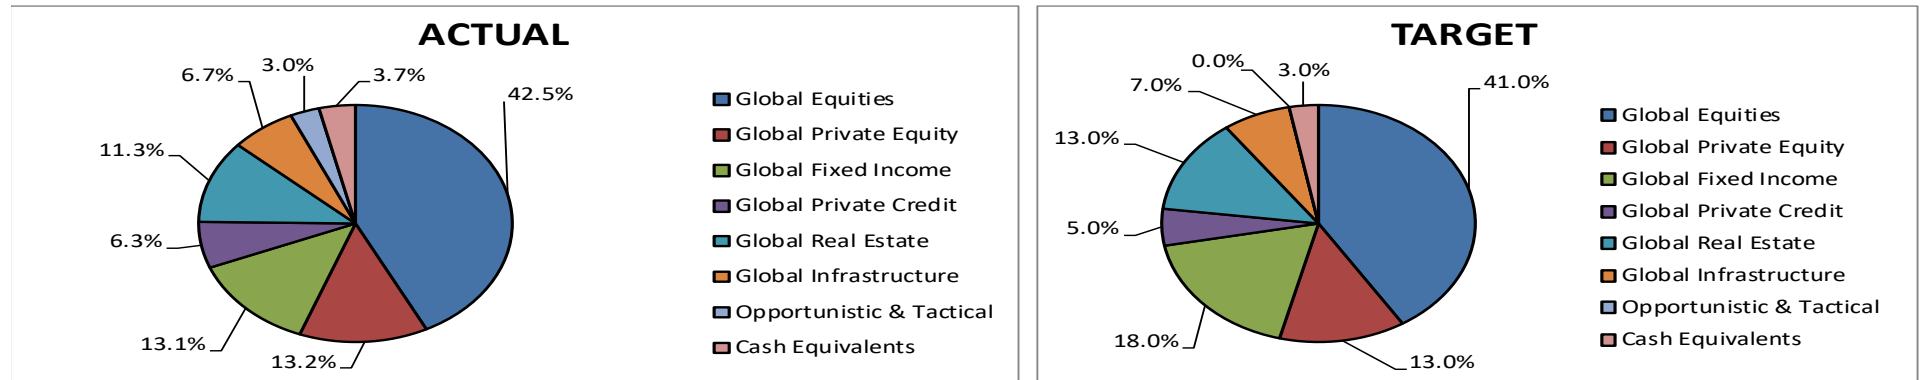 ACTUAL
3.0%
6.7%
3.7%
42.5%
11.3%
6.3%
13.1%
13.2%
Global Equities
Global Private Equity
Global Fixed Income
Global Private Credit
Global Real Estate
Global Infrastructure
Opportunistic & Tactical
Cash Equivalents
TARGET
0.0%
3.0%
7.0%
41.0%
13.0%
5.0%
18.0%
13.0%
Global Equities
Global Private Equity
Global Fixed Income
Global Private Credit
Global Real Estate
Global Infrastructure
Opportunistic & Tactical
Cash Equivalents